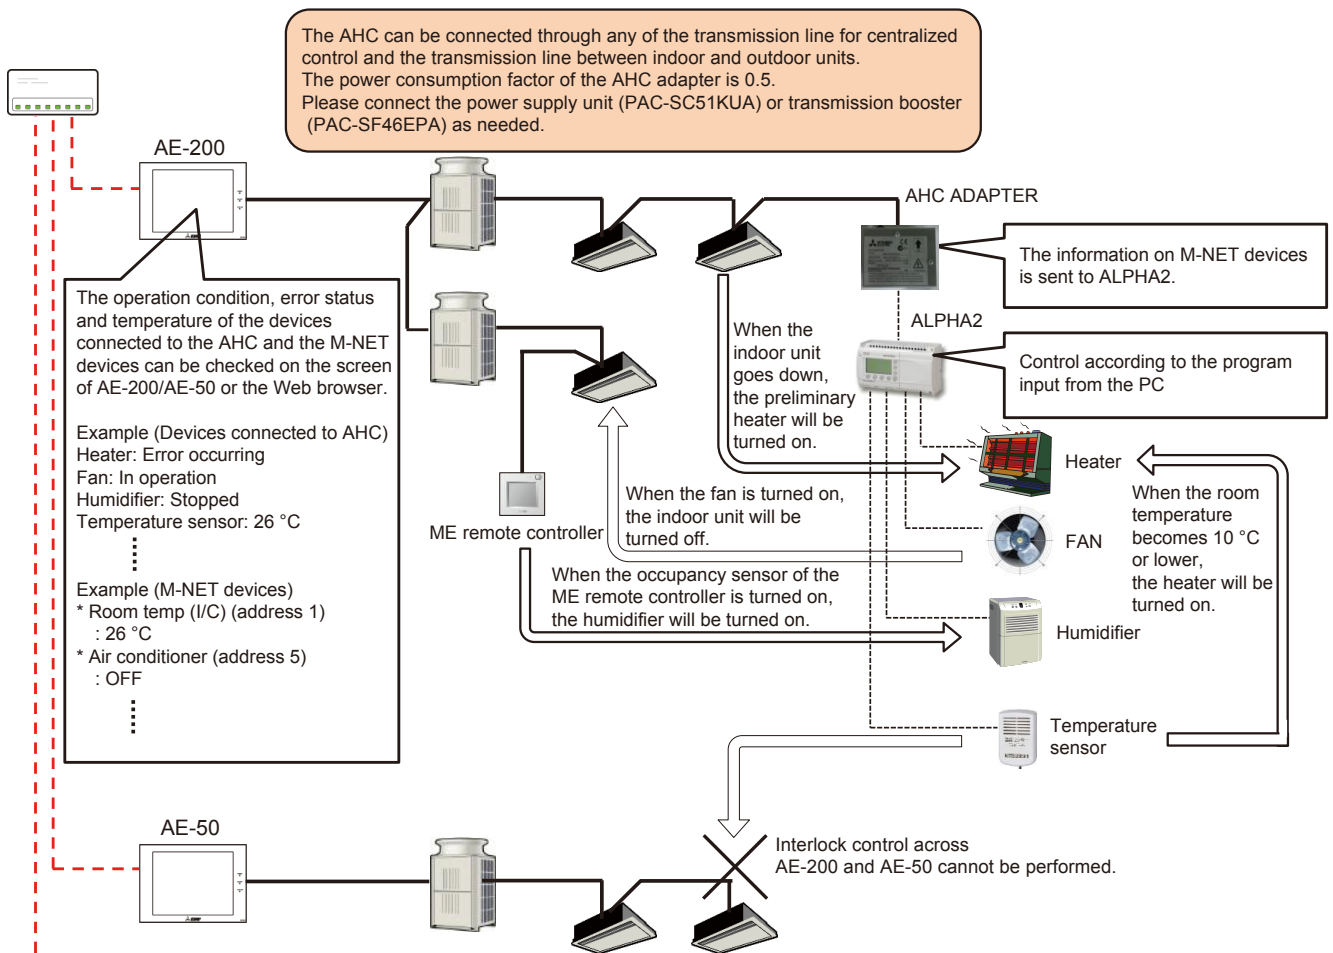 The AHC can be connected through any of the transmission line for centralized
control and the transmission line between indoor and outdoor units.
The power consumption factor of the AHC adapter is 0.5.
Please connect the power supply unit (PAC-SC51KUA) or transmission booster
(PAC-SF46EPA) as needed.
AE-200
AHC ADAPTER
The information on M-NET devices
is sent to ALPHA2.
The operation condition, error status
and temperature of the devices
connected to the AHC and the M-NET
devices can be checked on the screen
of AE-200/AE-50 or the Web browser.
Example (Devices connected to AHC)
Heater: Error occurring
Fan: In operation
Humidifier: Stopped
Temperature sensor: 26 °C
Example (M-NET devices)
* Room temp (I/C) (address 1)
: 26 °C
* Air conditioner (address 5)
: OFF
When the
indoor unit
goes down,
the preliminary
heater will be
turned on.
ALPHA2
Control according to the program
input from the PC
Heater
When the room
temperature
becomes 10 °C
or lower,
the heater will be
turned on.
ME remote controller
When the fan is turned on,
the indoor unit will be
turned off.
FAN
When the occupancy sensor of the
ME remote controller is turned on,
the humidifier will be turned on.
Humidifier
Temperature
sensor
AE-50
Interlock control across
AE-200 and AE-50 cannot be performed.